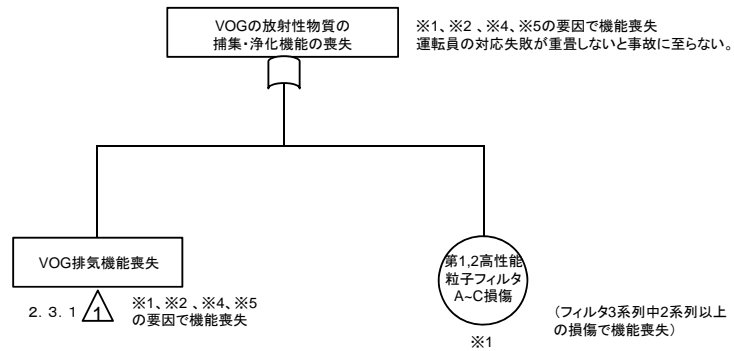 VOGの放射性物質の
捕集・浄化機能の喪失
※1、※2 、※4、※5の要因で機能喪失
運転員の対応失敗が重畳しないと事故に至らない。
VOG排気機能喪失
2. 3. 1
1
※1、※2 、※4、※5
の要因で機能喪失
第1,2高性能
粒子フィルタ
A~C損傷
※1
(フィルタ3系列中2系列以上
の損傷で機能喪失)